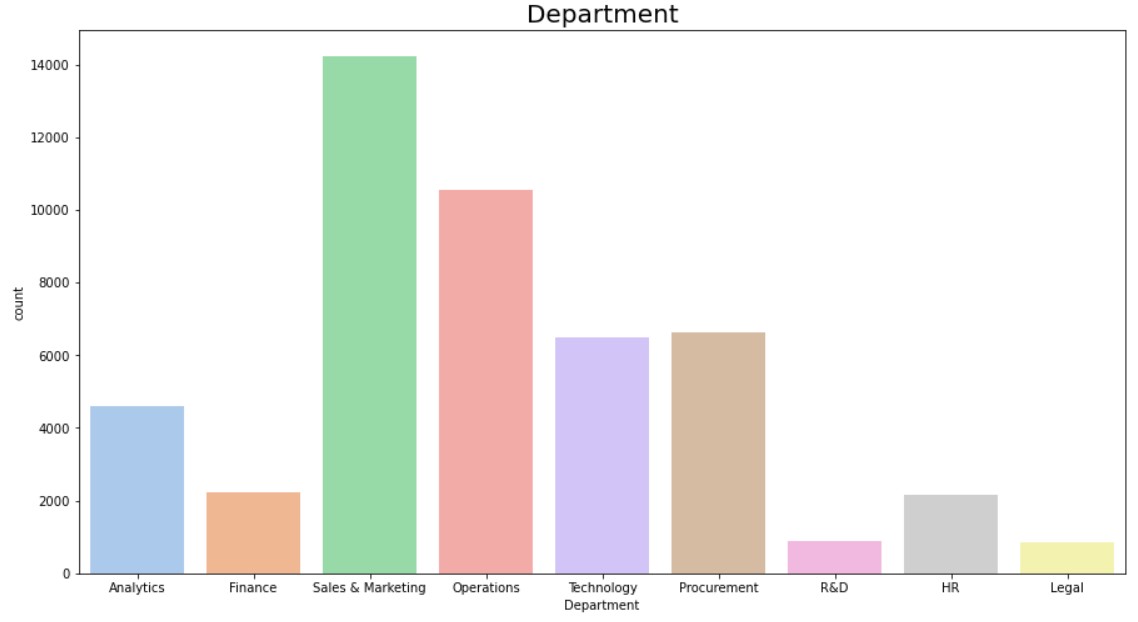 Department
14000
12000
10000
8000
6000
4000
2000
0
count
Analytics Finance Sales & Marketing Operations Technology Procurement R&D HR Legal
Department